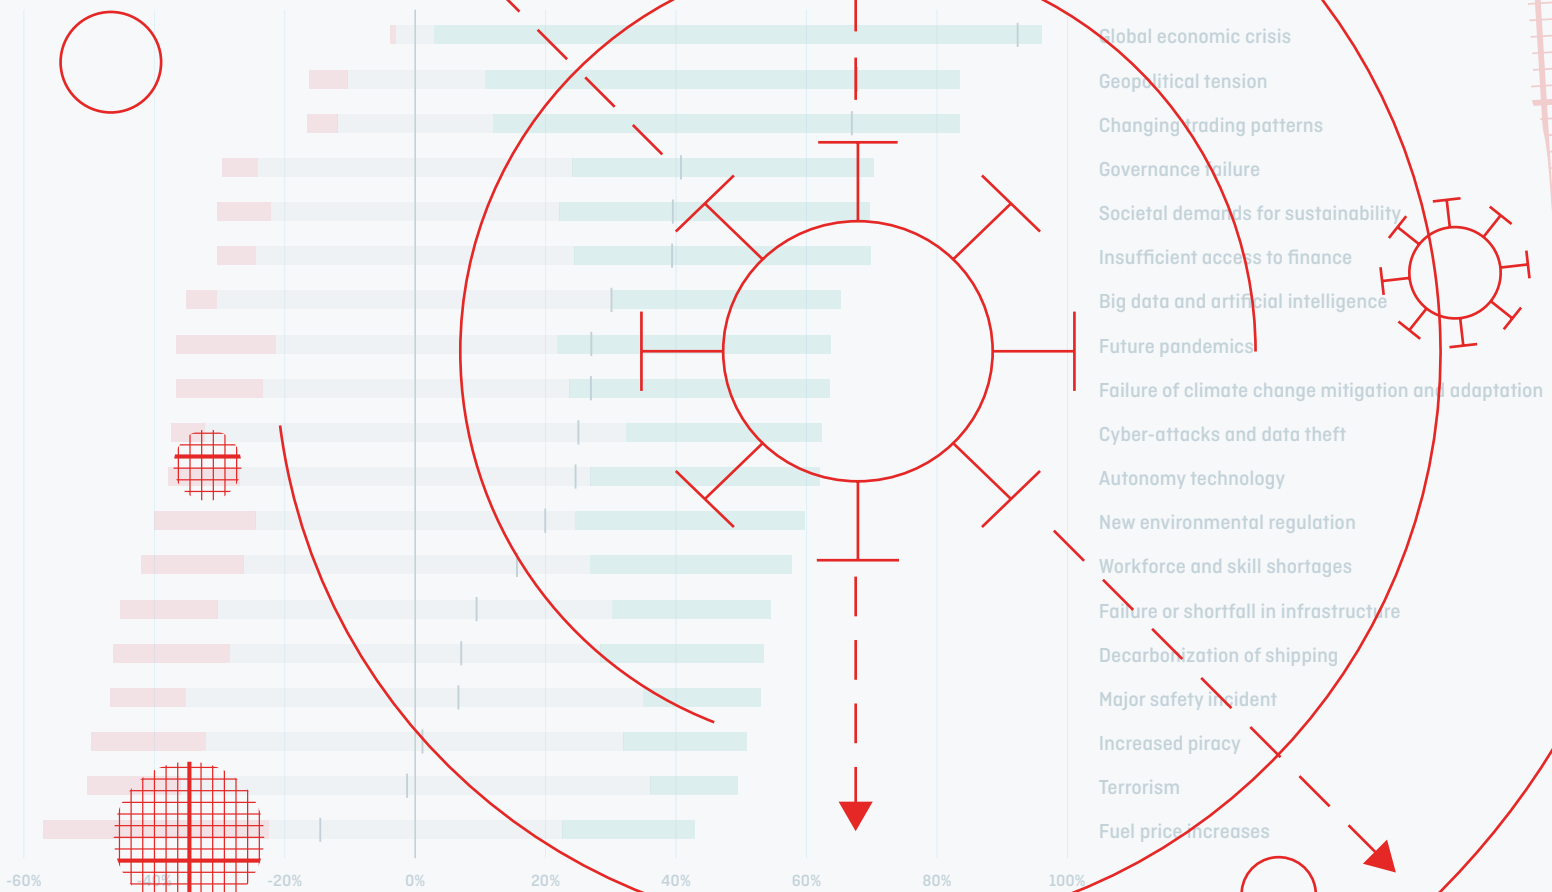 Global economic crisis
Geopolitical tension
Changing trading patterns
Governance failure
Societal demands for sustainability
Insufficient access to finance
Big data and artificial intelligence
Future pandemics
Failure of climate change mitigation and adaptation
Cyber-attacks and data theft
Autonomy technology
New environmental regulation
Workforce and skill shortages
Failure or shortfall in infrastructure
Decarbonization of shipping
Major safety incident
Increased piracy
Terrorism
Fuel price increases
-60% -40% -20% 0% 20% 40% 60% 80% 100%